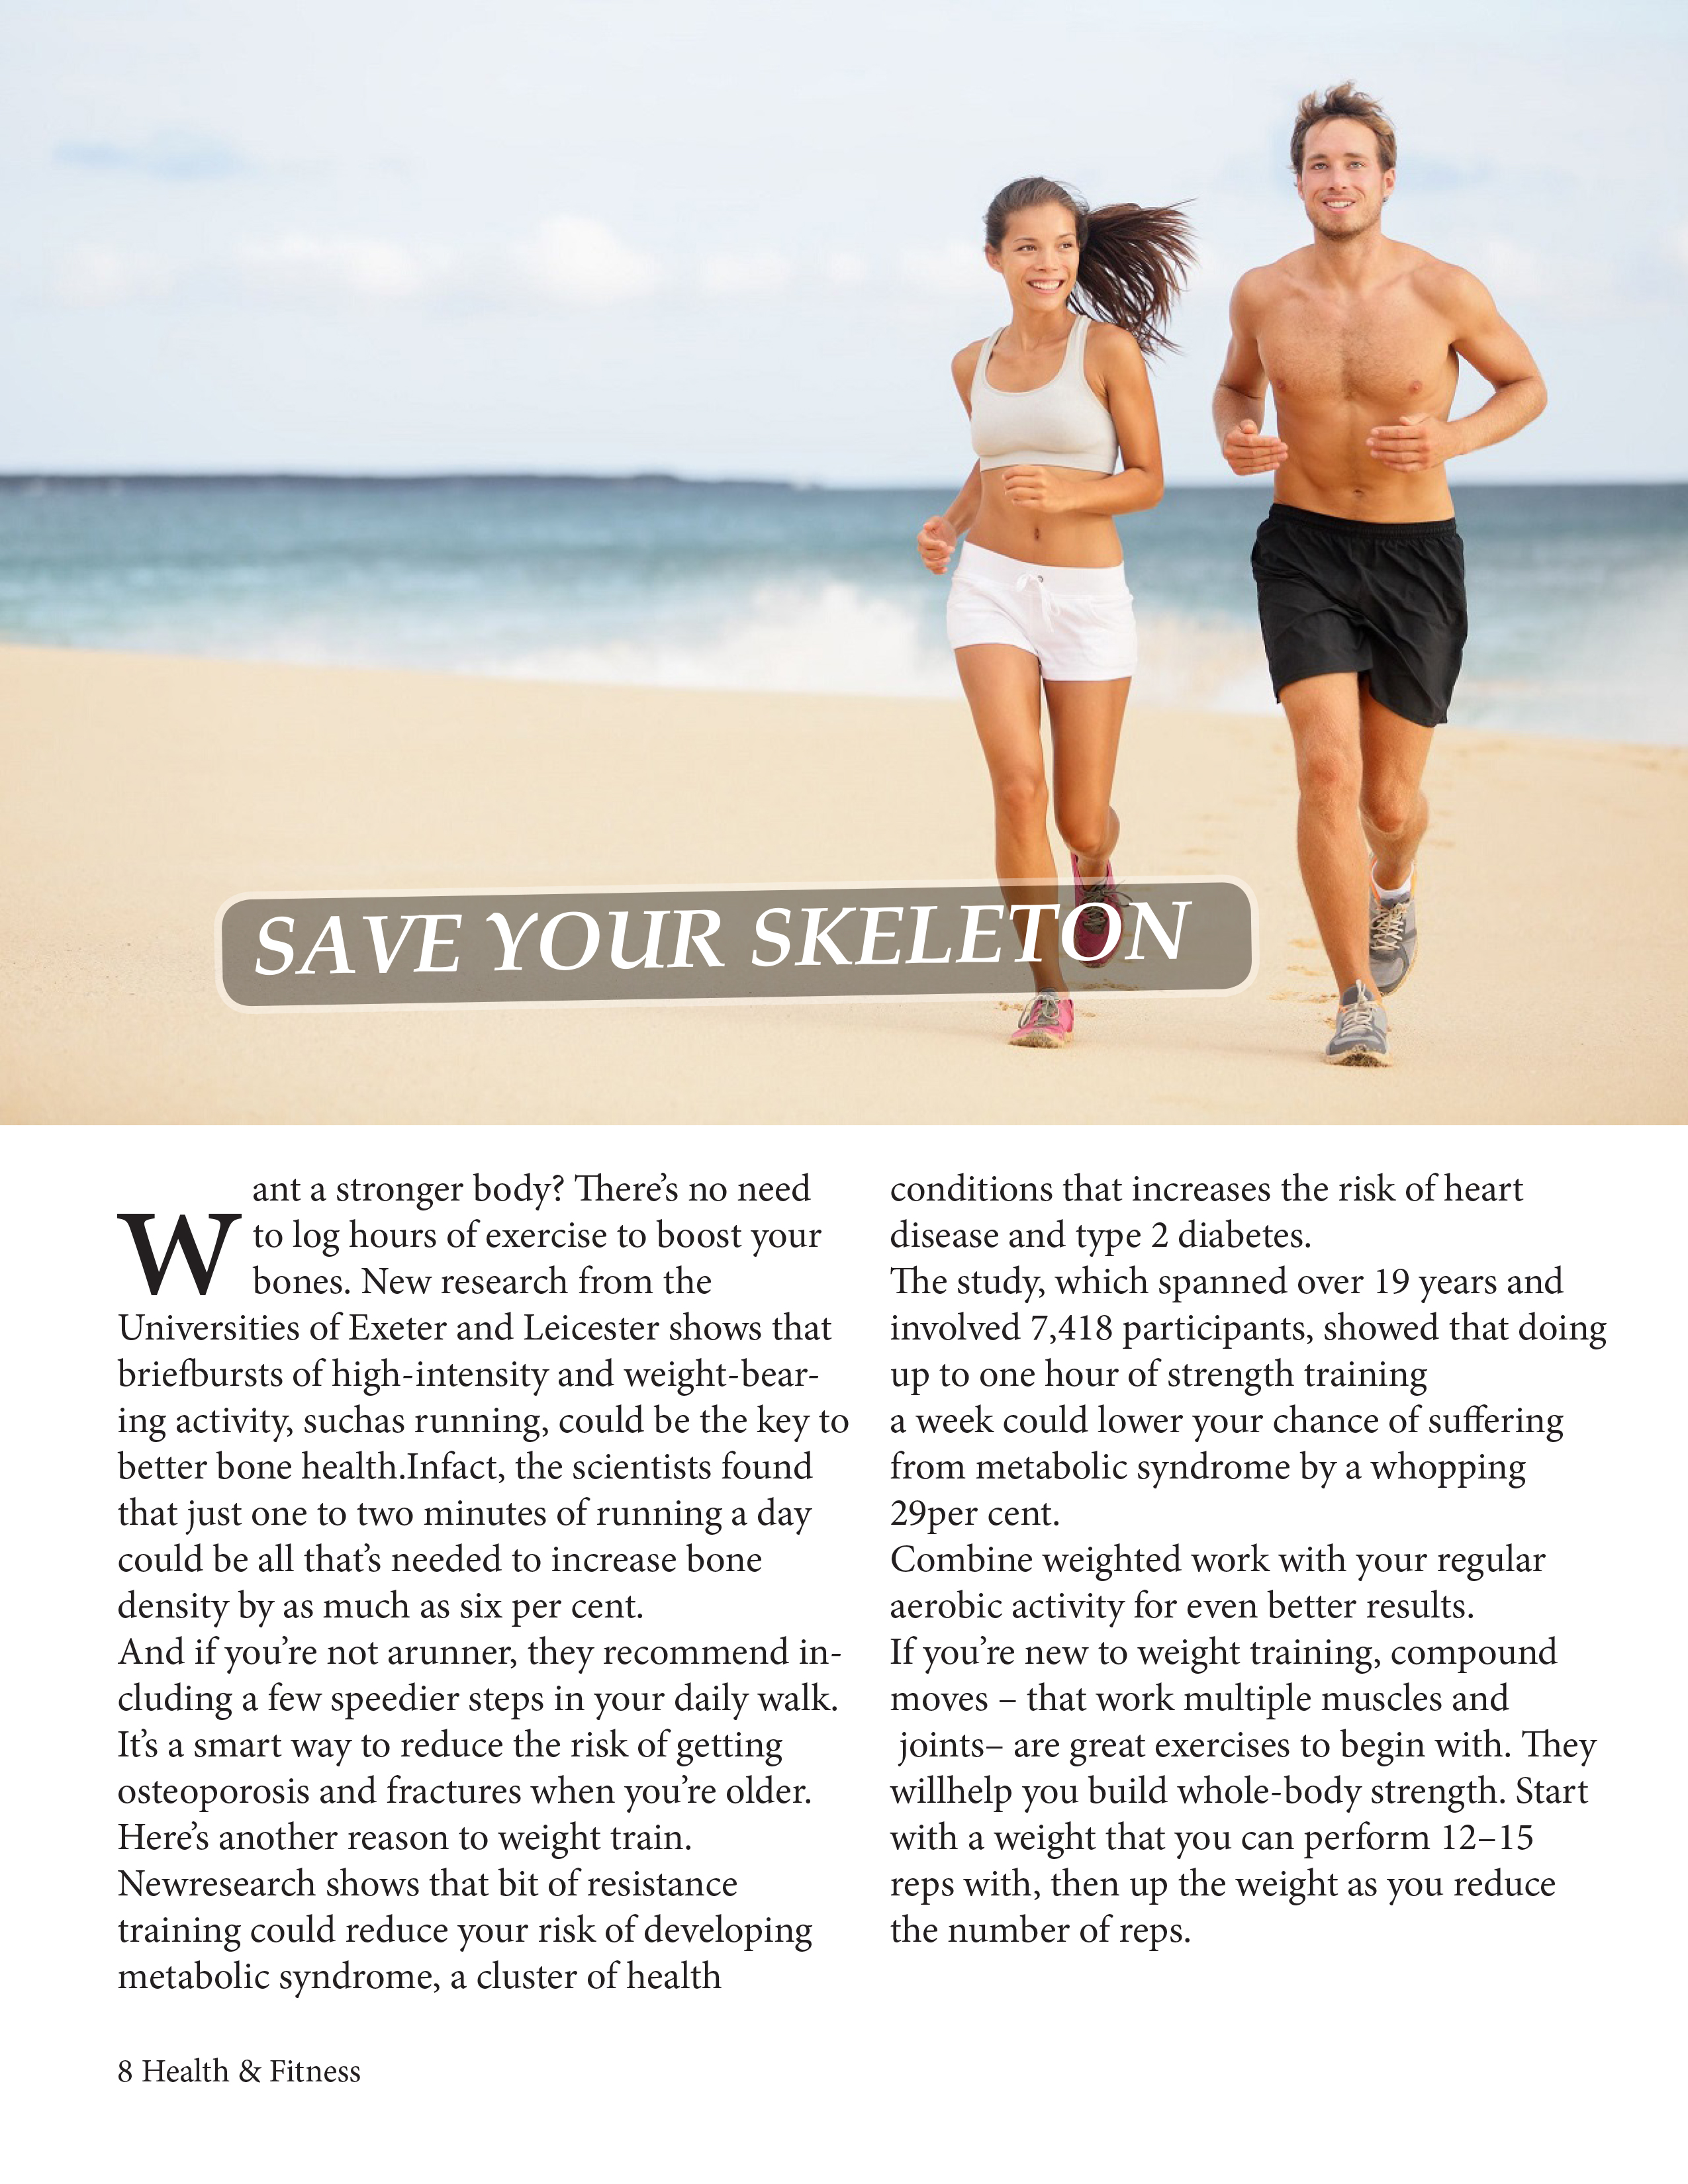 SAVE YOUR SKELETON
want a stronger body? There's no need
to log hours of exercise to boost your
bones. New research from the
Universities of Exeter and Leicester shows that
briefbursts of high-intensity and weight-bear-
ing activity, suchas running, could be the key to
better bone health.Infact, the scientists found
that just one to two minutes of running a day
could be all that's needed to increase bone
density by as much as six per cent.
And if you're not arunner, they recommend in-
cluding a few speedier steps in your daily walk.
It's a smart way to reduce the risk of getting
osteoporosis and fractures when you're older.
Here's another reason to weight train.
Newresearch shows that bit of resistance
training could reduce your risk of developing
metabolic syndrome, a cluster of health
conditions that increases the risk of heart
disease and type 2 diabetes.
The study, which spanned over 19 years and
involved 7,418 participants, showed that doing
up to one hour of strength training
a week could lower your chance of suffering
from metabolic syndrome by a whopping
29per cent.
Combine weighted work with your regular
aerobic activity for even better results.
If you're new to weight training, compound
moves – that work multiple muscles and
joints– are great exercises to begin with. They
willhelp you build whole-body strength. Start
with a weight that you can perform 12–15
reps with, then up the weight as you reduce
the number of reps.
8 Health & Fitness